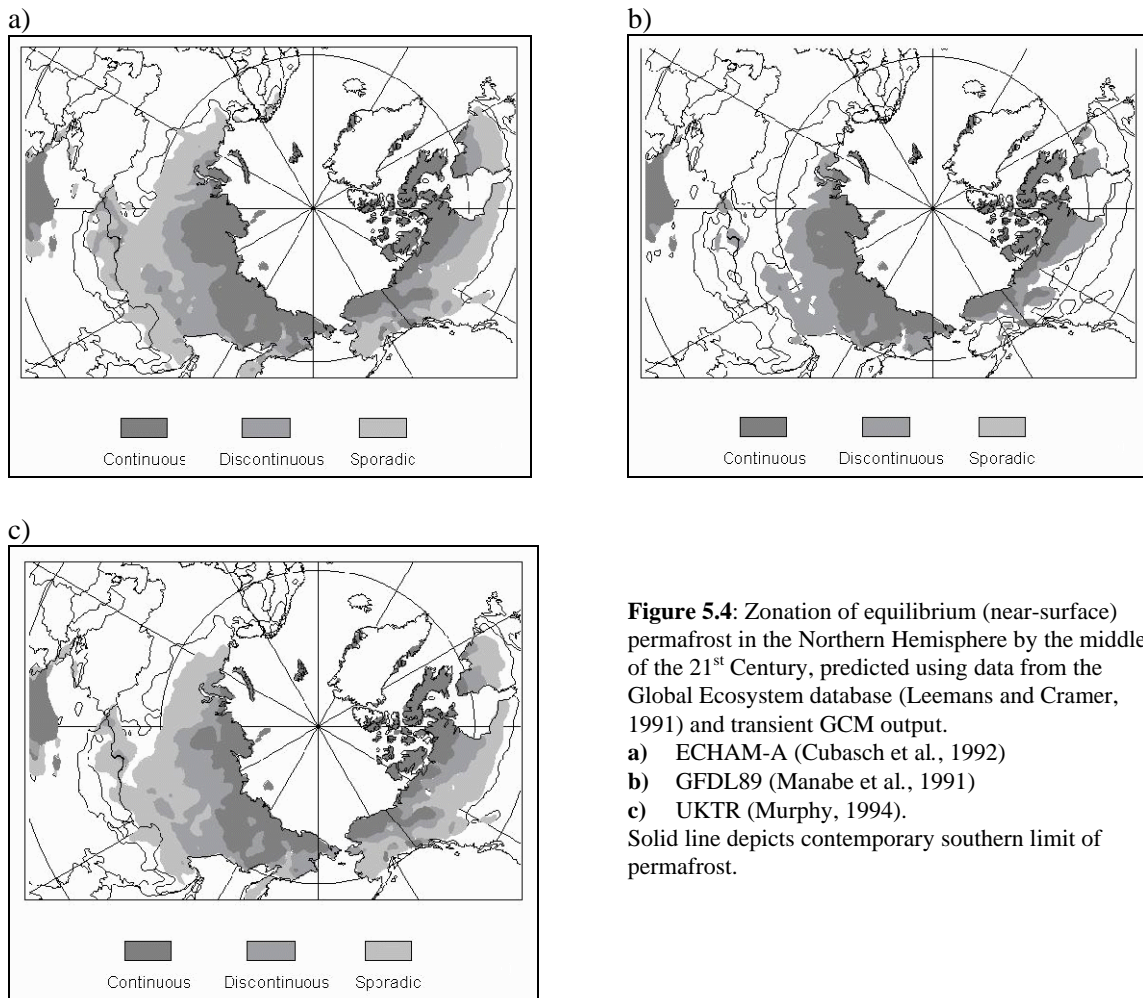 a)
Continuous Discontinuous Sporadic
b)
Continuous Discontinuous Sporadic
c)
Continuous Discontinuous Sporadic
Figure 5.4: Zonation of equilibrium (near-surface)
permafrost in the Northern Hemisphere by the middle
of the 21st Century, predicted using data from the
Global Ecosystem database (Leemans and Cramer,
1991) and transient GCM output.
a) ECHAM-A (Cubasch et al., 1992)
b) GFDL89 (Manabe et al., 1991)
c) UKTR (Murphy, 1994).
Solid line depicts contemporary southern limit of
permafrost.